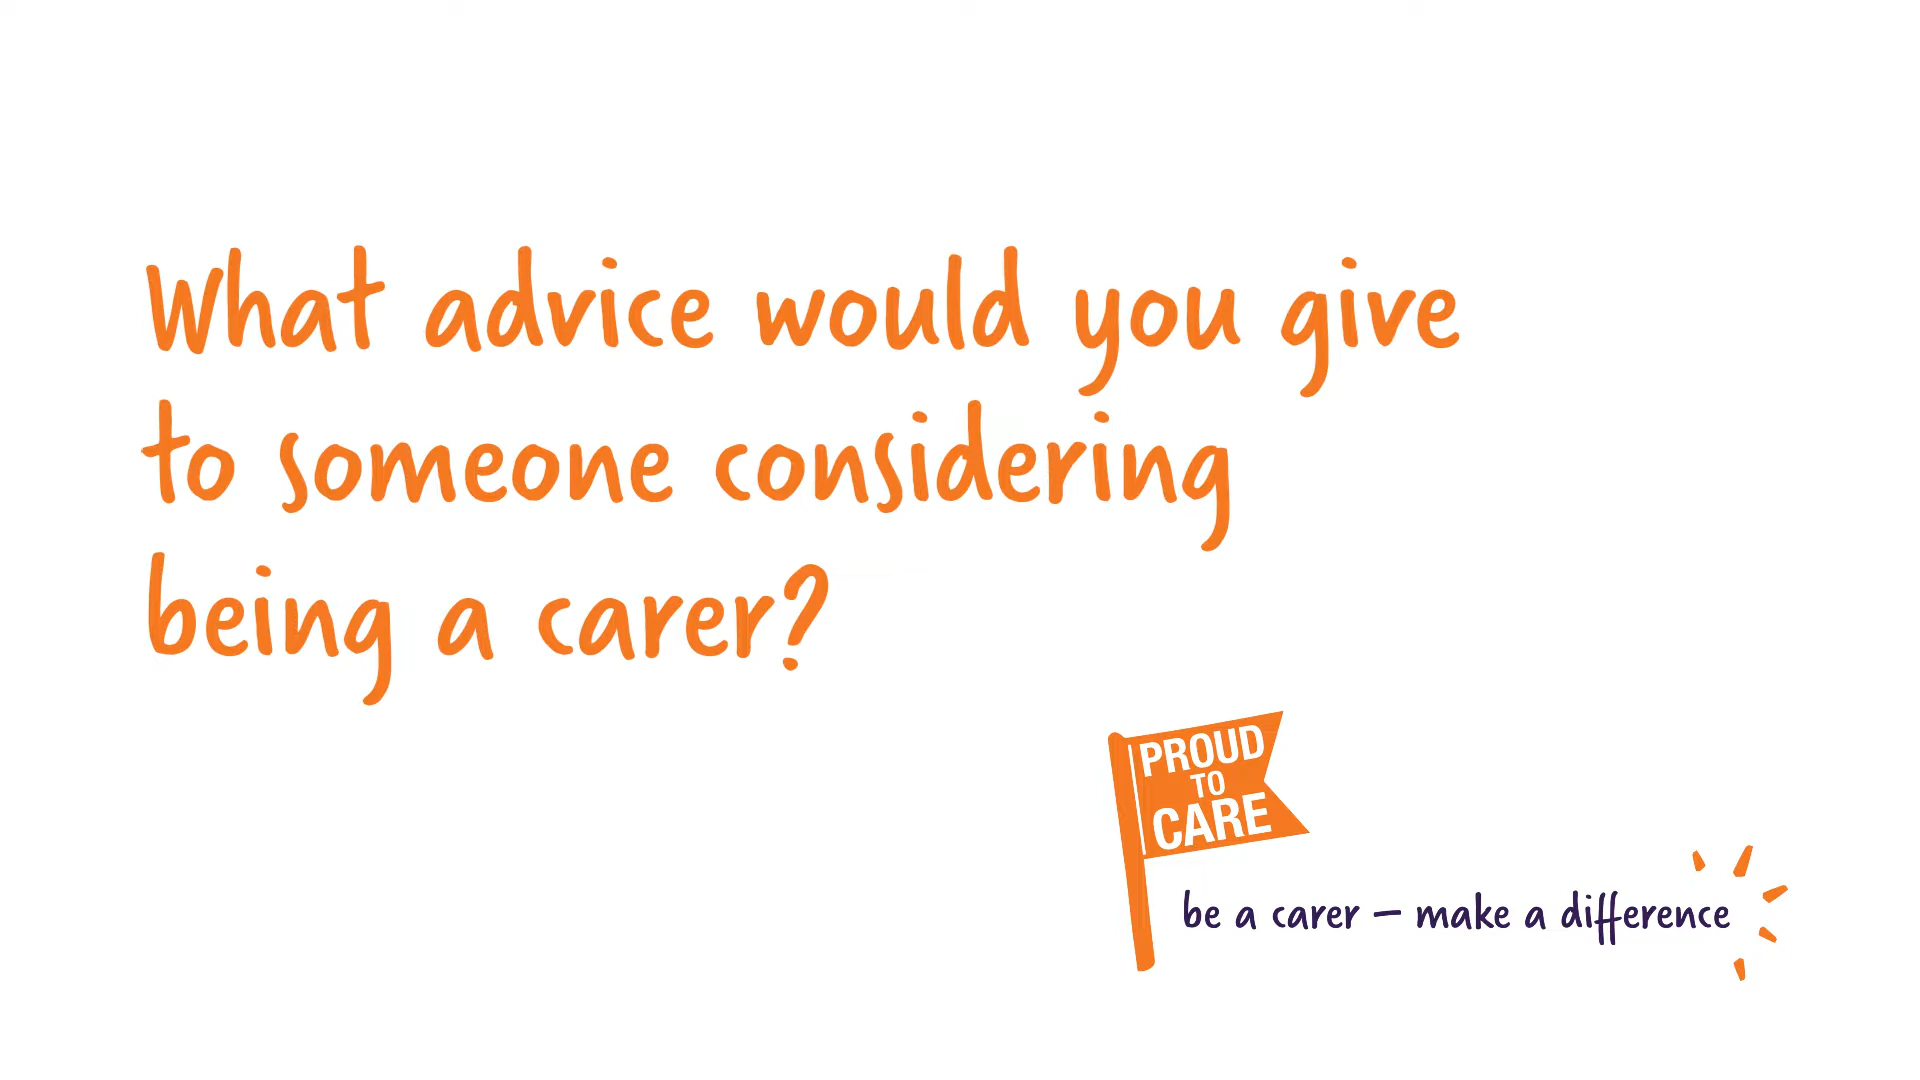 What advice would you give
to someone considering
being a carer?
PROUD
TO
CARE
be a carer – make a difference